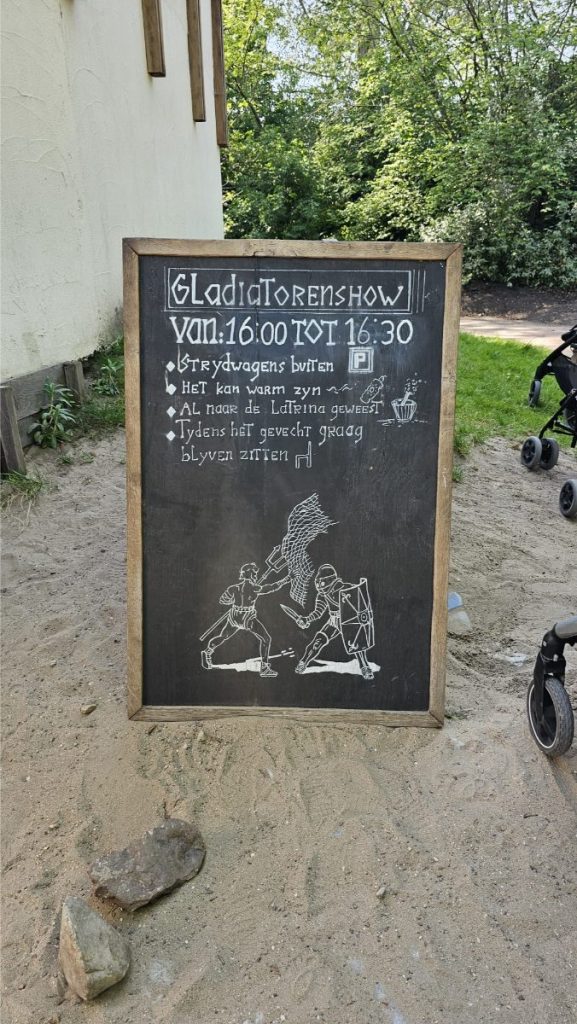 GLadiaTORENSHOW
VAN: 16:00 TOT 16:30
Strydwagens buiten P
Het kan warm zyn
Al naar de Latrina geweest
Tydens het gevecht graag
blyven zitten